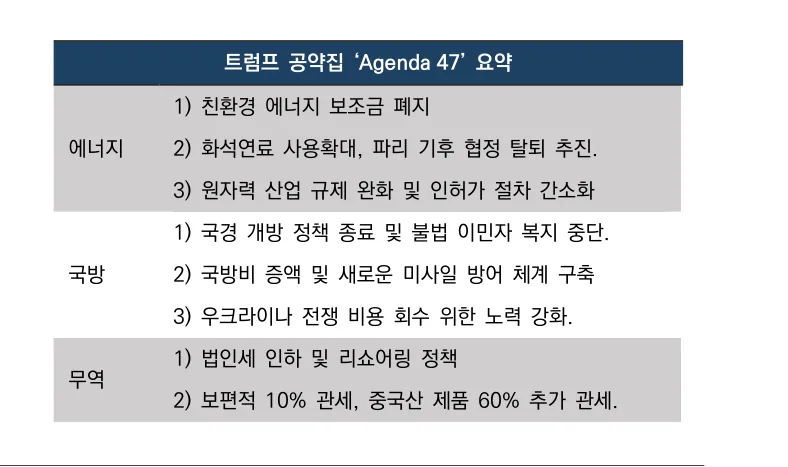 트럼프 공약집 ‘Agenda 47’ 요약
에너지
1) 친환경 에너지 보조금 폐지
2) 화석연료 사용확대, 파리 기후 협정 탈퇴 추진.
3) 원자력 산업 규제 완화 및 인허가 절차 간소화
국방
1) 국경 개방 정책 종료 및 불법 이민자 복지 중단.
2) 국방비 증액 및 새로운 미사일 방어 체계 구축
3) 우크라이나 전쟁 비용 회수 위한 노력 강화.
무역
1) 법인세 인하 및 리쇼어링 정책
2) 보편적 10% 관세, 중국산 제품 60% 추가 관세.